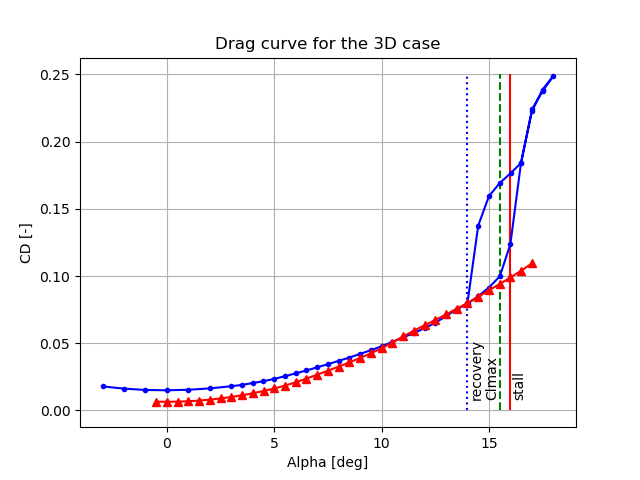 Drag curve for the 3D case
CD [-]
0.25
0.20
0.15
0.10
0.05
0.00
recovery
Climax
stall
0
5
10
15
Alpha [deg]